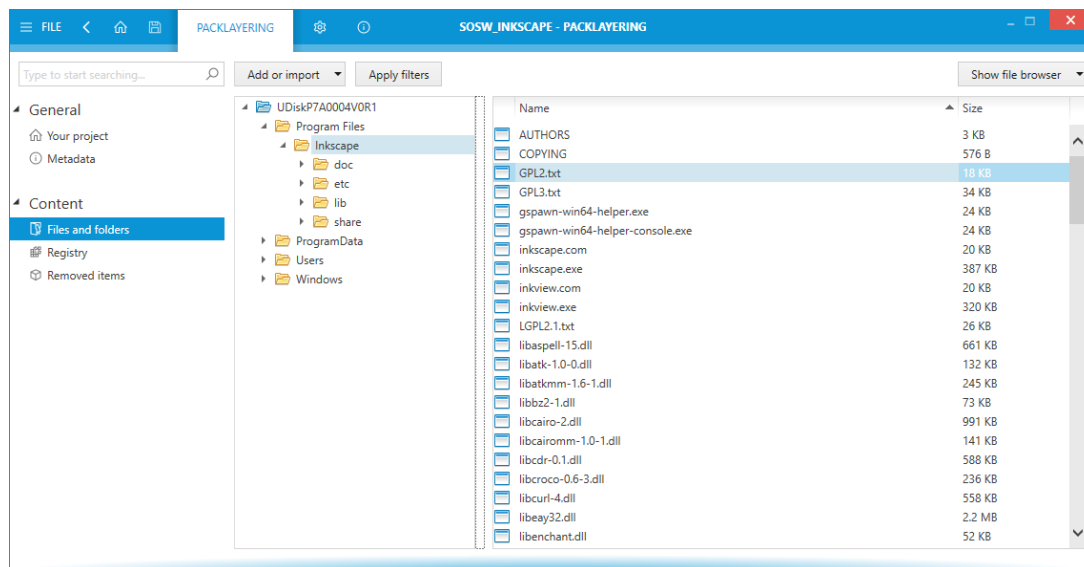 FILE PACKLAYERING SOSW_INKSCAPE - PACKLAYERING
Type to start searching...
Add or import Apply filters Show file browser
General
Your project
Metadata
Content
Files and folders
Registry
Removed items
UDiskP7A0004V0R1
Program Files
Inkscape
doc
etc
lib
share
ProgramData
Users
Windows
Name Size
AUTHORS 3 KB
COPYING 576 B
GPL2.txt 18 KB
GPL3.txt 34 KB
gspawn-win64-helper.exe 24 KB
gspawn-win64-helper-console.exe 24 KB
inkscape.com 20 KB
inkscape.exe 387 KB
inkview.com 20 KB
inkview.exe 320 KB
LGPL2.1.txt 26 KB
libaspell-15.dll 661 KB
libatk-1.0-0.dll 132 KB
libatkmm-1.6-1.dll 245 KB
libbz2-1.dll 73 KB
libcairo-2.dll 991 KB
libcairomm-1.0-1.dll 141 KB
libcdr-0.1.dll 588 KB
libcroco-0.6-3.dll 236 KB
libcurl-4.dll 558 KB
libeay32.dll 2.2 MB
libenchant.dll 52 KB